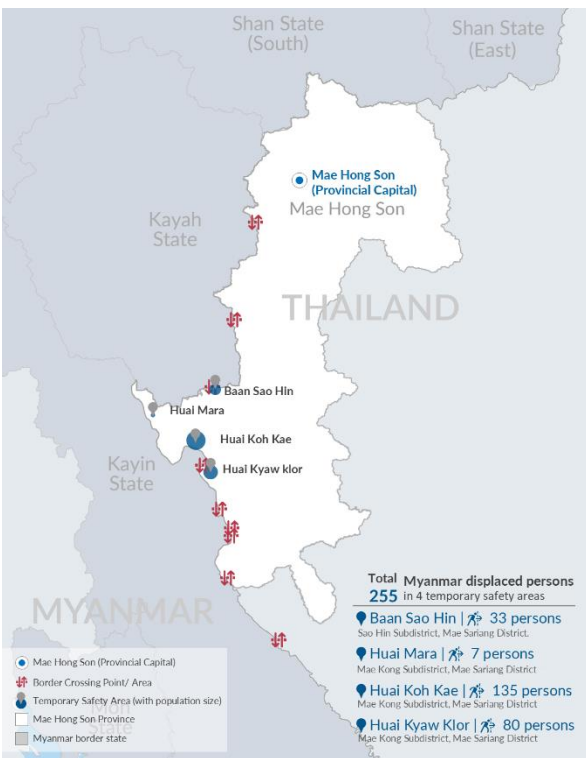 Shan State
(South)
Shan State
(East)
Mae Hong Son
(Provincial Capital)
Mae Hong Son
Kayah
State
THAILAND
Baan Sao Hin
Huai Mara
Huai Koh Kae
Kayin
State
Huai Kyaw klor
MYANMAR
Total Myanmar displaced persons
255 in 4 temporary safety areas
Baan Sao Hin | 33 persons
Sao Hin Subdistrict, Mae Sariang District.
Huai Mara | 7 persons
Mae Kong Subdistrict, Mae Sariang District
Huai Koh Kae | 135 persons
Mae Kong Subdistrict, Mae Sariang District
Huai Kyaw Klor | 80 persons
Mae Kong Subdistrict, Mae Sariang District
Mae Hong Son (Provincial Capital)
Border Crossing Point/ Area
Temporary Safety Area (with population size)
Mae Hong Son Province
Mon
State
Myanmar border state